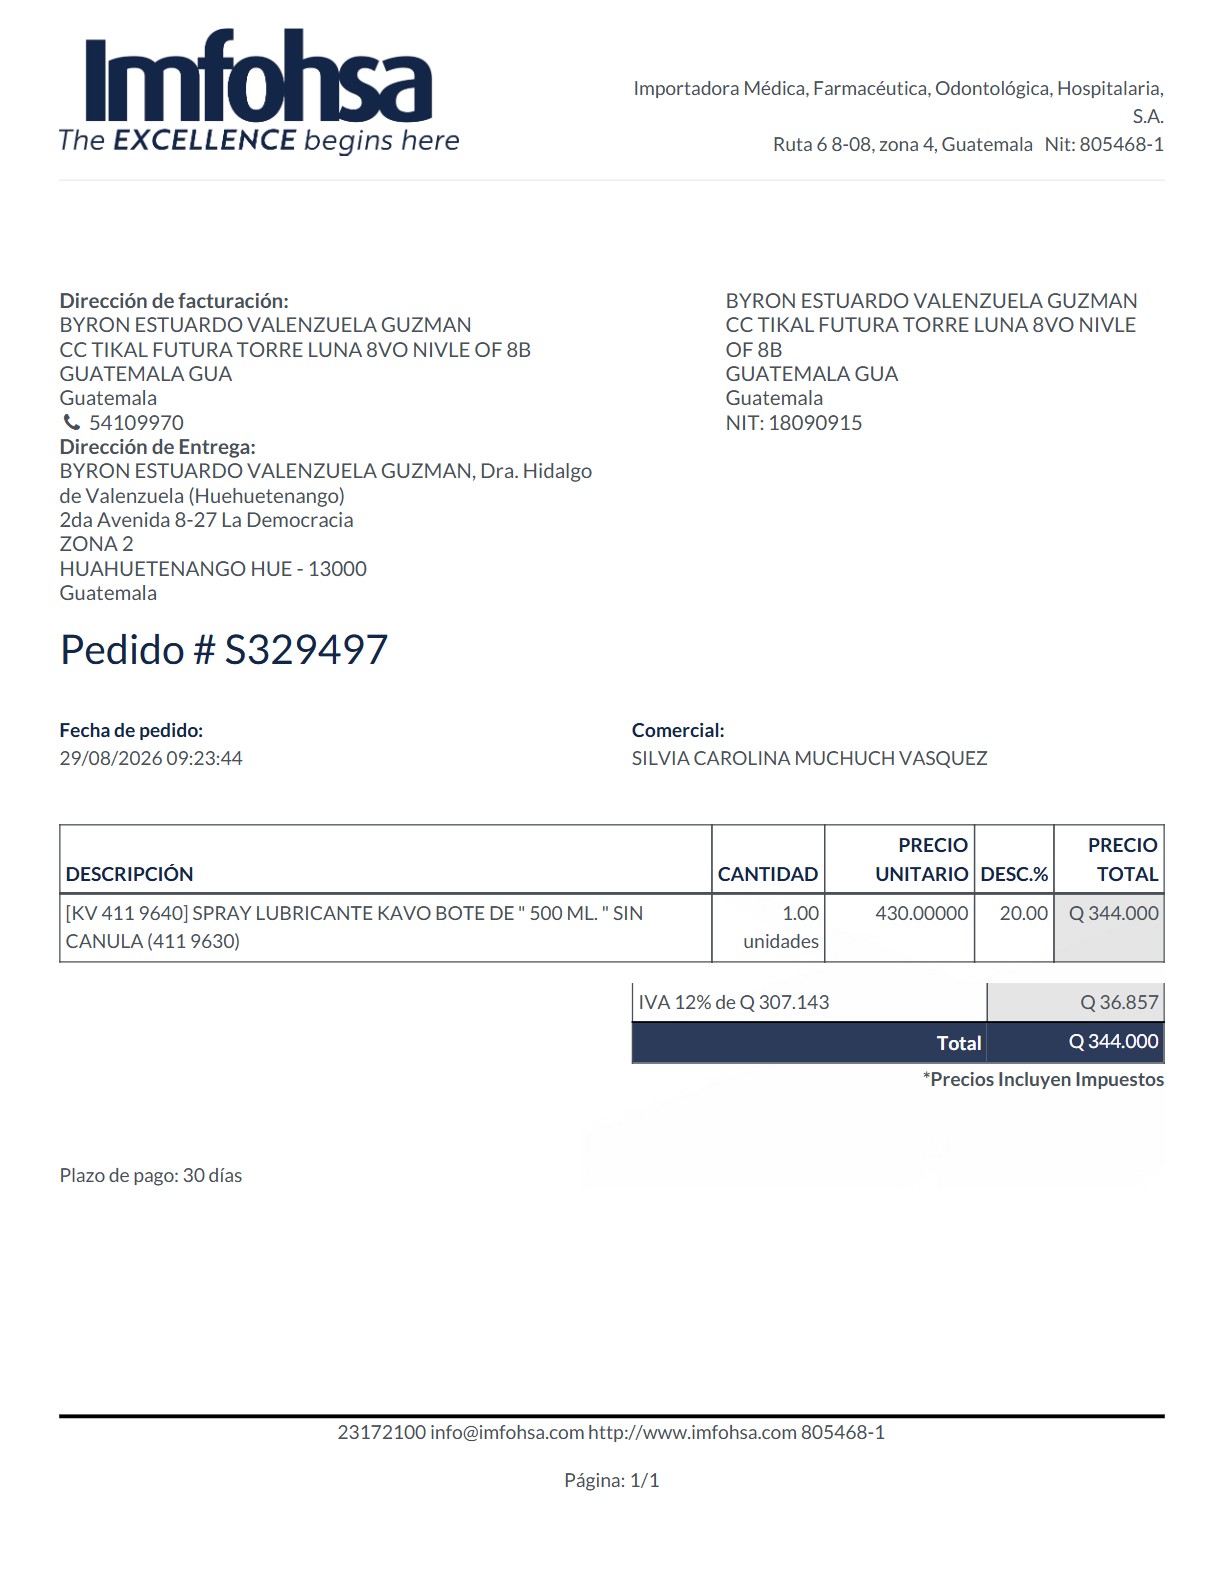 Imfohsa
The EXCELLENCE begins here
Importadora Médica, Farmacéutica, Odontológica, Hospitalaria,
S.A.
Ruta 6 8-08, zona 4, Guatemala Nit: 805468-1
Dirección de facturación:
BYRON ESTUARDO VALENZUELA GUZMAN
CC TIKAL FUTURA TORRE LUNA 8VO NIVLE OF 8B
GUATEMALA GUA
Guatemala
54109970
Dirección de Entrega:
BYRON ESTUARDO VALENZUELA GUZMAN, Dra. Hidalgo
de Valenzuela (Huehuetenango)
2da Avenida 8-27 La Democracia
ZONA 2
HUAHUETENANGO HUE - 13000
Guatemala
BYRON ESTUARDO VALENZUELA GUZMAN
CC TIKAL FUTURA TORRE LUNA 8VO NIVLE
OF 8B
GUATEMALA GUA
Guatemala
NIT: 18090915
Pedido # S329497
Fecha de pedido:
29/08/2026 09:23:44
Comercial:
SILVIA CAROLINA MUCHUCH VASQUEZ
DESCRIPCIÓN CANTIDAD PRECIO UNITARIO DESC.% PRECIO TOTAL
[KV 411 9640] SPRAY LUBRICANTE KAVO BOTE DE " 500 ML. " SIN 1.00 430.00000 20.00 Q 344.000
CANULA (411 9630) unidades
IVA 12% de Q 307.143 Q 36.857
Total Q 344.000
*Precios Incluyen Impuestos
Plazo de pago: 30 días
23172100 info@imfohsa.com http://www.imfohsa.com 805468-1
Página: 1/1